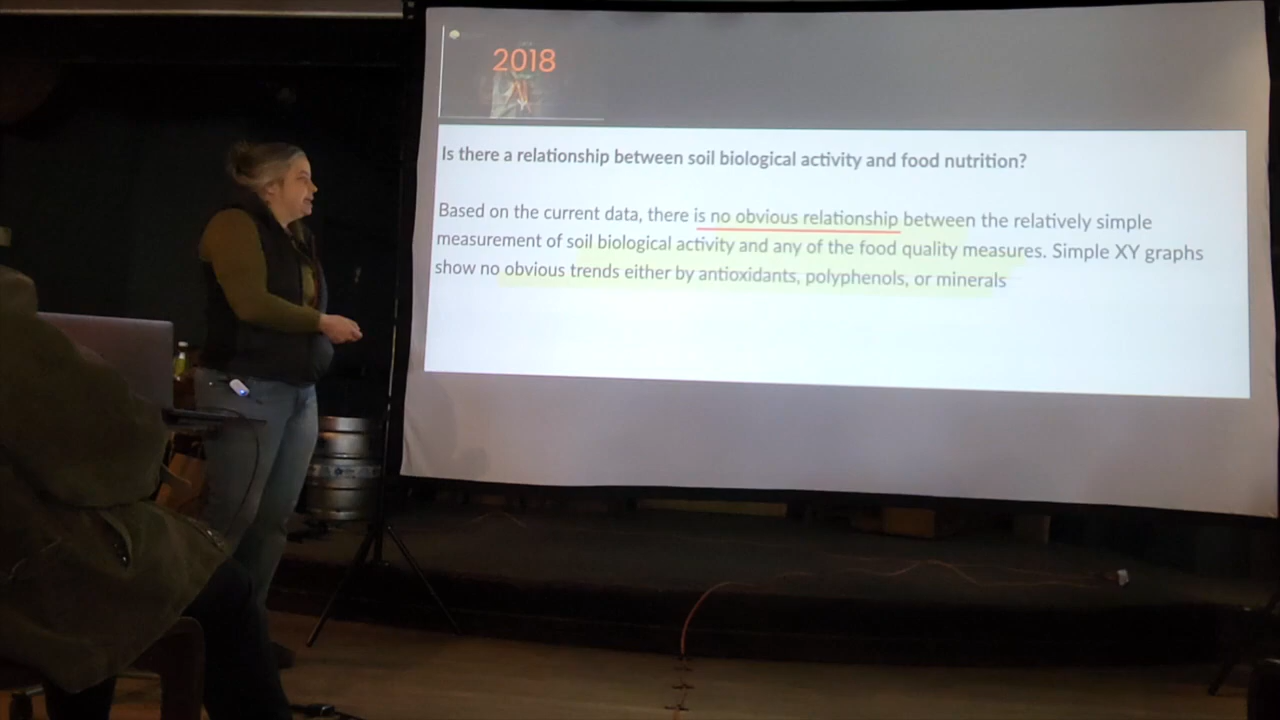 2018
Is there a relationship between soil biological activity and food nutrition?
Based on the current data, there is no obvious relationship between the relatively simple
measurement of soil biological activity and any of the food quality measures. Simple XY graphs
show no obvious trends either by antioxidants, polyphenols, or minerals